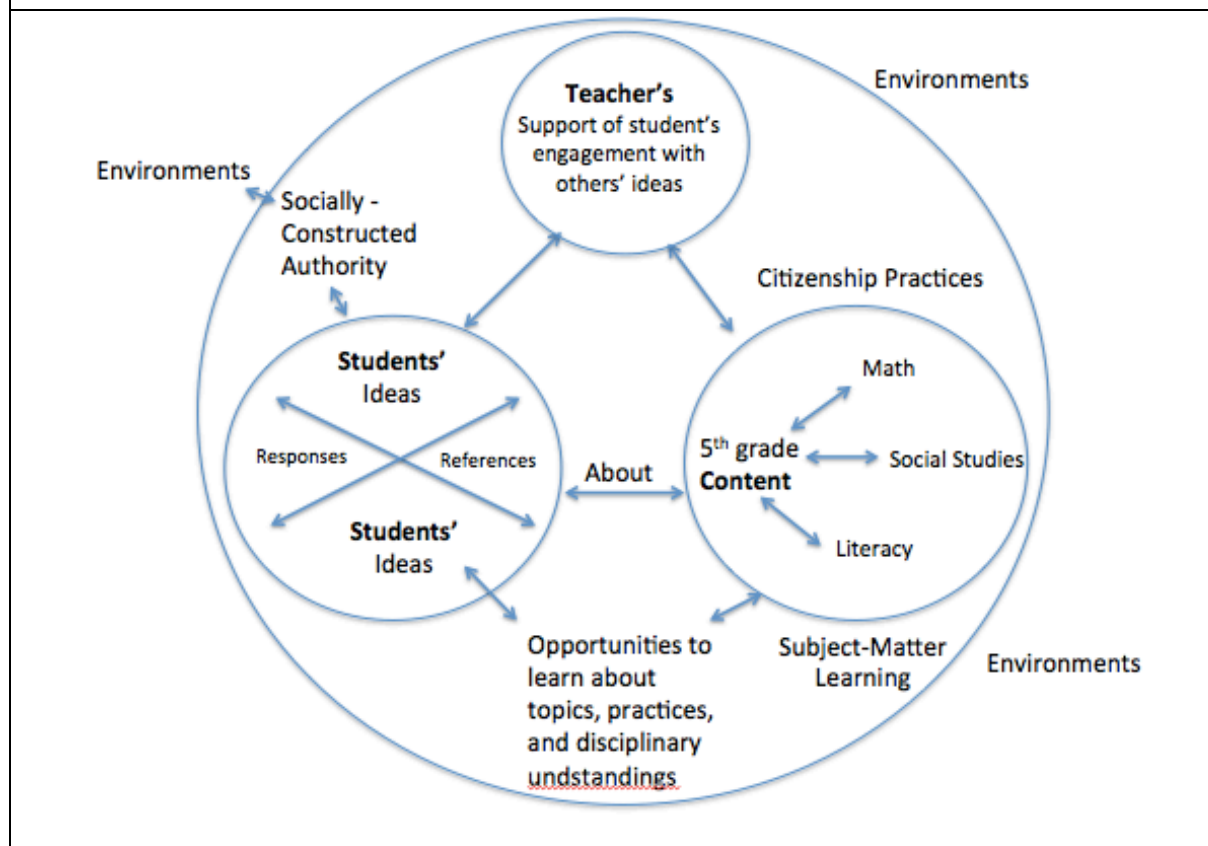 Environments
Teacher's
Support of student's
engagement with
others' ideas
Environments
Socially -
Constructed
Authority
Citizenship Practices
Students'
Ideas
Responses
References
Students'
Ideas
About
5th grade
Content
Math
Social Studies
Literacy
Opportunities to
learn about
topics, practices,
and disciplinary
undstandings
Subject-Matter
Learning
Environments